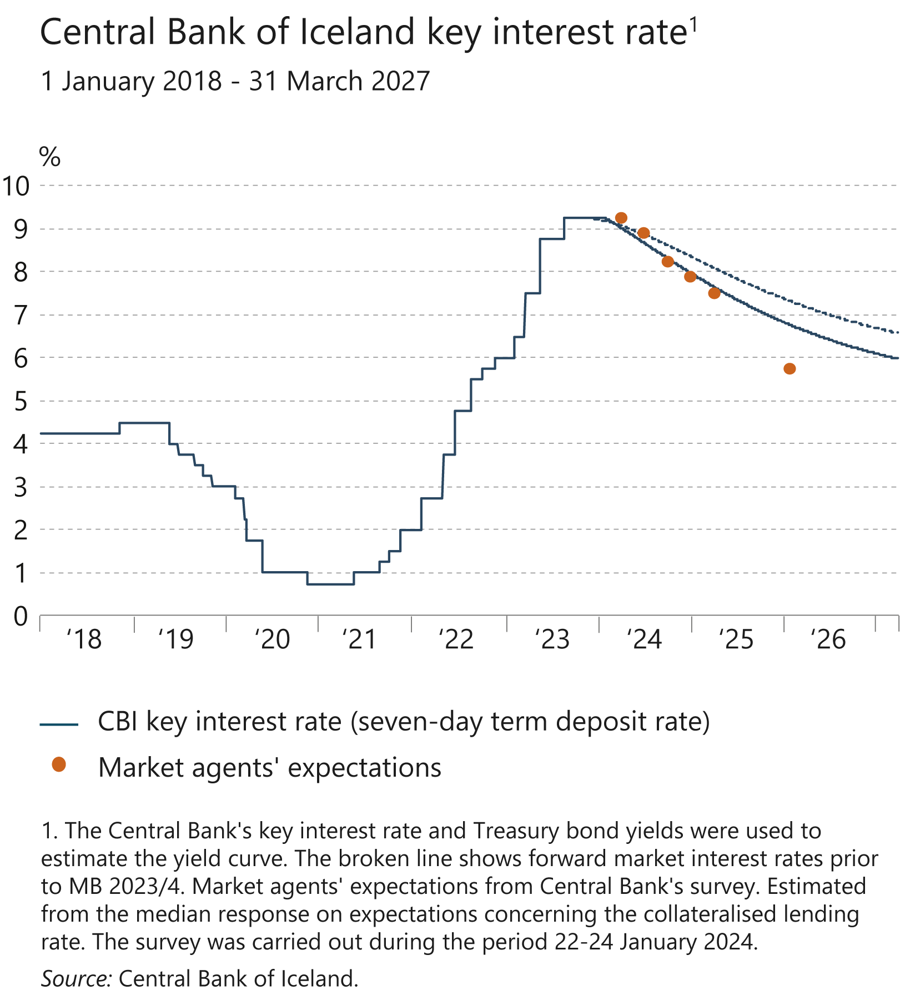 Central Bank of Iceland key interest rate¹
1 January 2018 - 31 March 2027
%
10
9
8
7
6
5
4
3
2
1
0
‘18 ‘19 ‘20 ‘21 ‘22 ‘23 ‘24 ‘25 ‘26
CBI key interest rate (seven-day term deposit rate)
Market agents' expectations
1. The Central Bank's key interest rate and Treasury bond yields were used to
estimate the yield curve. The broken line shows forward market interest rates prior
to MB 2023/4. Market agents' expectations from Central Bank's survey. Estimated
from the median response on expectations concerning the collateralised lending
rate. The survey was carried out during the period 22-24 January 2024.
Source: Central Bank of Iceland.